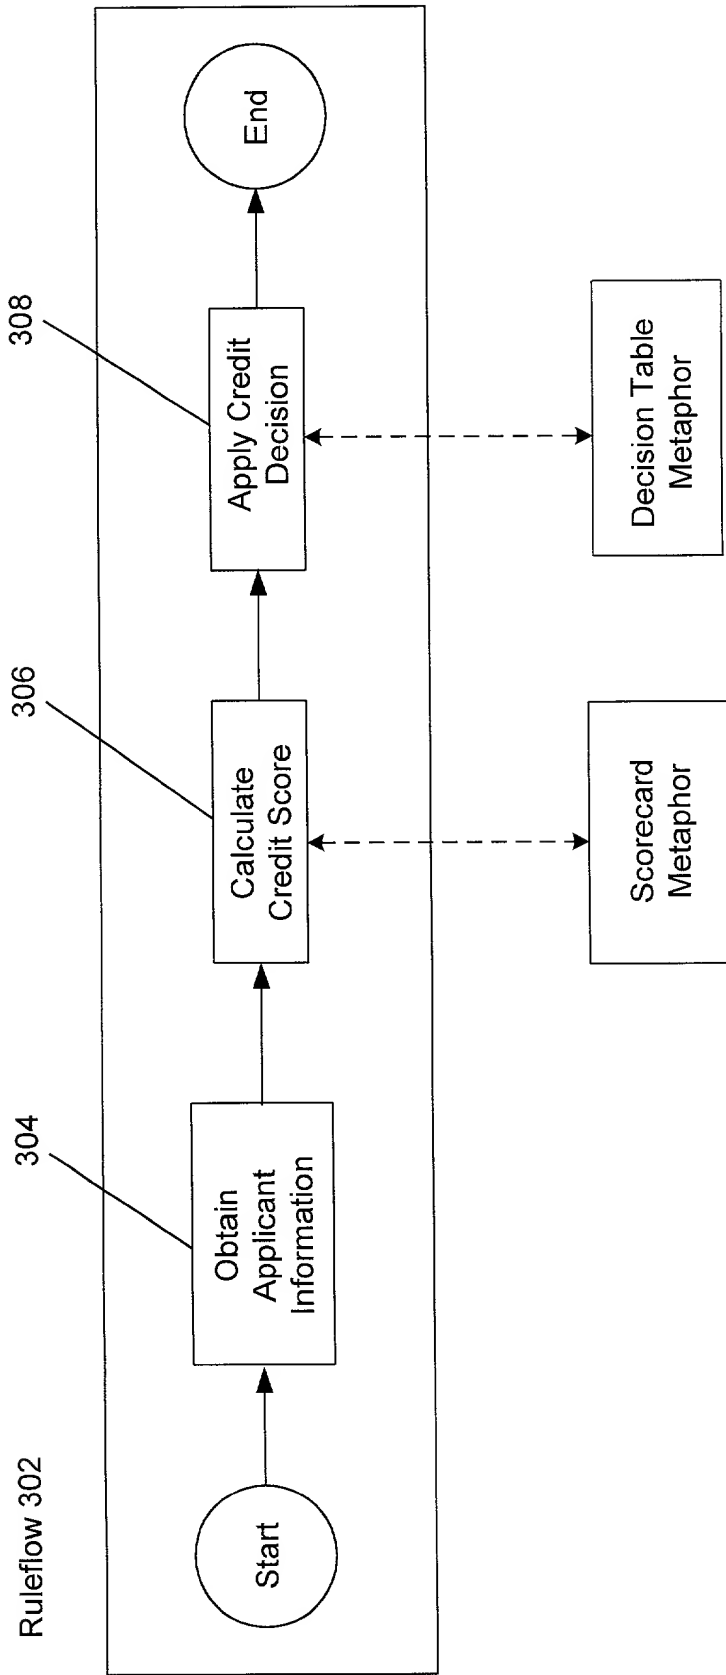 Ruleflow 302
304
306
308
Start
Obtain
Applicant
Information
Calculate
Credit Score
Apply Credit
Decision
End
Scorecard
Metaphor
Decision Table
Metaphor